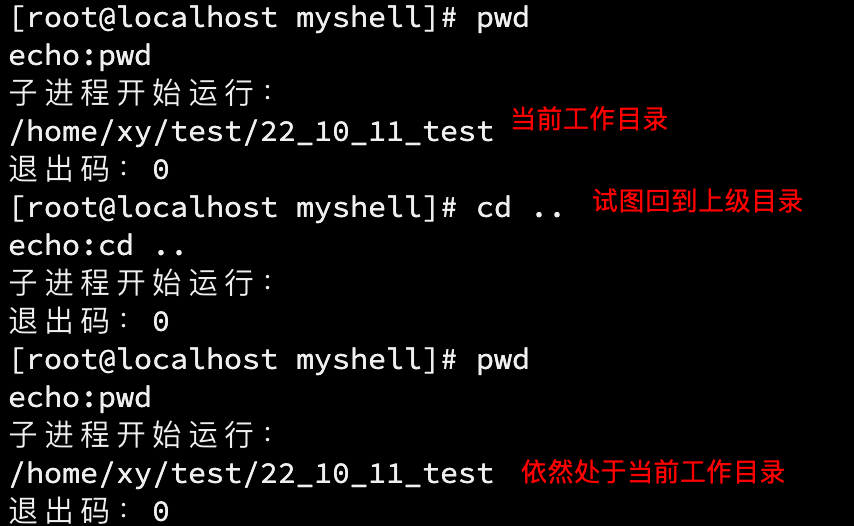 [root@localhost myshell]# pwd
echo:pwd
子进程开始运行：
/home/xy/test/22_10_11_test 当前工作目录
退出码：0
[root@localhost myshell]# cd .. 试图回到上级目录
echo:cd ..
子进程开始运行：
退出码：0
[root@localhost myshell]# pwd
echo:pwd
子进程开始运行：
/home/xy/test/22_10_11_test 依然处于当前工作目录
退出码：0